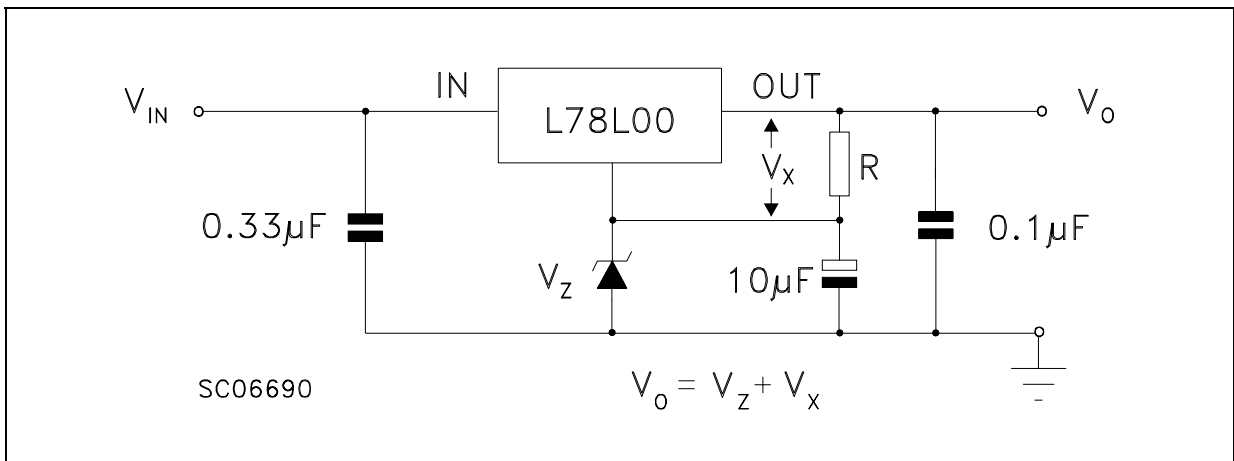 IN
OUT
V_IN
L78L00
V_O
V_X
R
0.33µF
0.1µF
V_Z
10µF
SC06690
V_O = V_Z + V_X